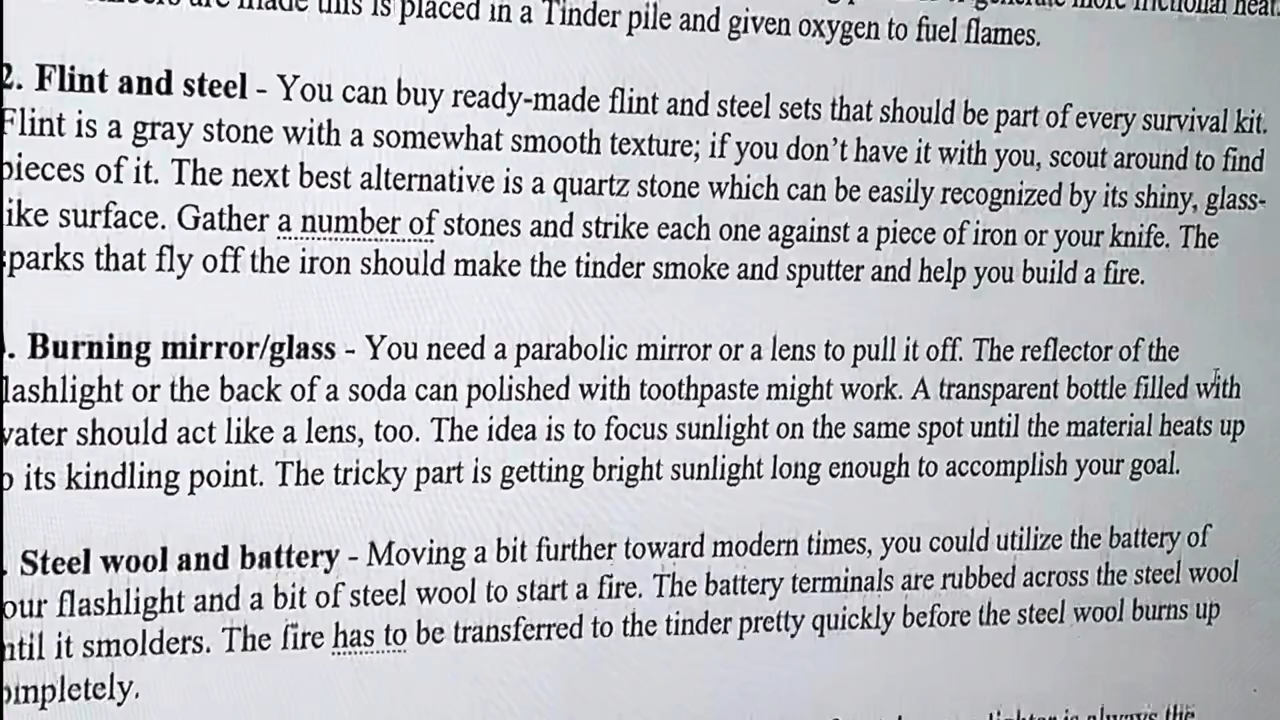 made this is placed in a Tinder pile and given oxygen to fuel flames.
2. Flint and steel - You can buy ready-made flint and steel sets that should be part of every survival kit.
Flint is a gray stone with a somewhat smooth texture; if you don't have it with you, scout around to find
pieces of it. The next best alternative is a quartz stone which can be easily recognized by its shiny, glass-
ike surface. Gather a number of stones and strike each one against a piece of iron or your knife. The
parks that fly off the iron should make the tinder smoke and sputter and help you build a fire.
. Burning mirror/glass - You need a parabolic mirror or a lens to pull it off. The reflector of the
lashlight or the back of a soda can polished with toothpaste might work. A transparent bottle filled with
vater should act like a lens, too. The idea is to focus sunlight on the same spot until the material heats up
o its kindling point. The tricky part is getting bright sunlight long enough to accomplish your goal.
. Steel wool and battery - Moving a bit further toward modern times, you could utilize the battery of
our flashlight and a bit of steel wool to start a fire. The battery terminals are rubbed across the steel wool
ntil it smolders. The fire has to be transferred to the tinder pretty quickly before the steel wool burns up
ompletely.
is always the